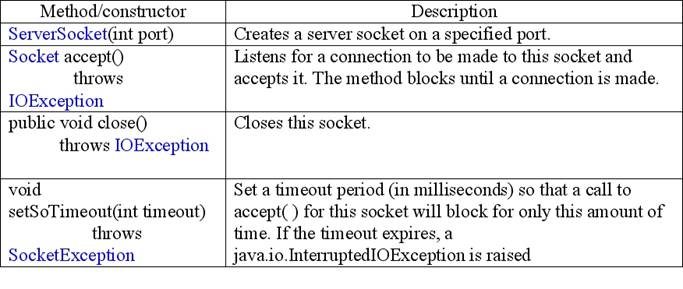 Method/constructor Description
ServerSocket(int port) Creates a server socket on a specified port.
Socket accept() Listens for a connection to be made to this socket and
throws accepts it. The method blocks until a connection is made.
IOException
public void close() Closes this socket.
throws IOException
void Set a timeout period (in milliseconds) so that a call to
setSoTimeout(int timeout) accept( ) for this socket will block for only this amount of
throws time. If the timeout expires, a
SocketException java.io.InterruptedIOException is raised